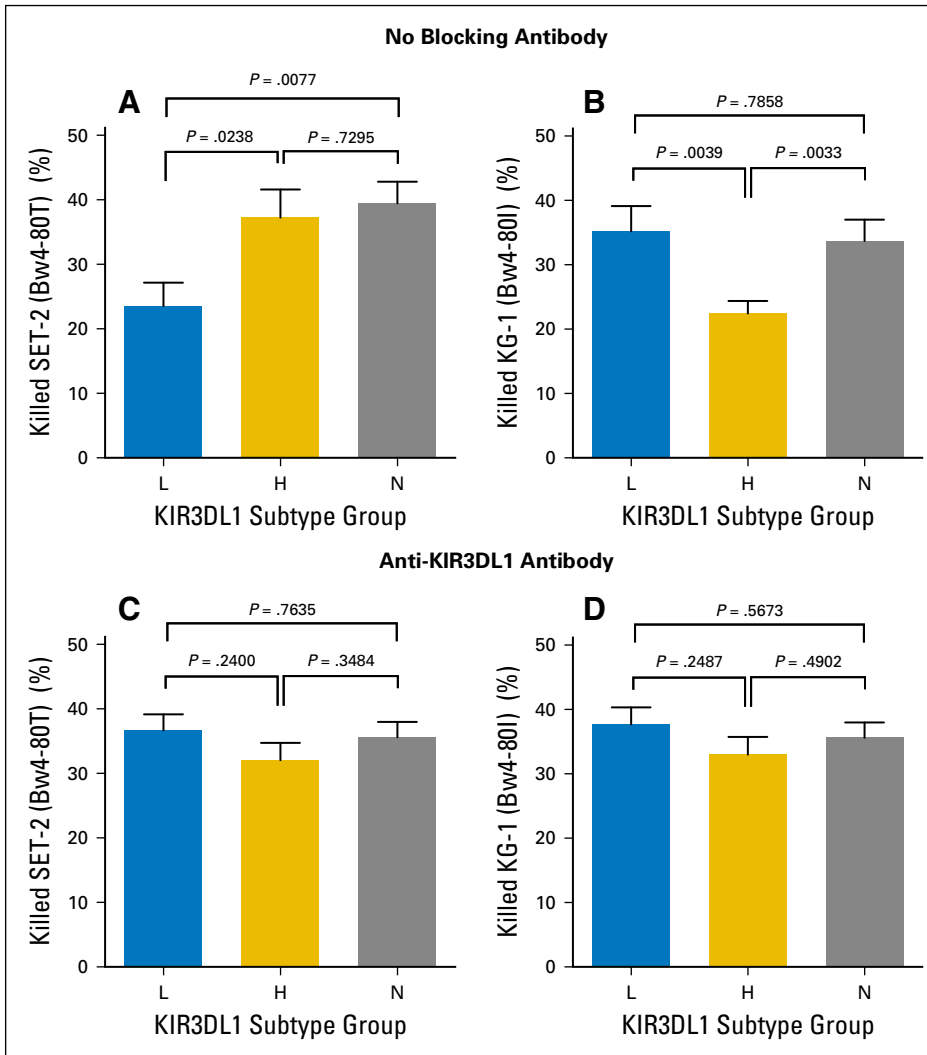 No Blocking Antibody
A
P = .0077
P = .0238
P = .7295
Killed SET-2 (Bw4-80T) (%)
50
40
30
20
10
0
L
H
N
KIR3DL1 Subtype Group
B
P = .7858
P = .0039
P = .0033
Killed KG-1 (Bw4-80I) (%)
50
40
30
20
10
0
L
H
N
KIR3DL1 Subtype Group
Anti-KIR3DL1 Antibody
C
P = .7635
P = .2400
P = .3484
Killed SET-2 (Bw4-80T) (%)
50
40
30
20
10
0
L
H
N
KIR3DL1 Subtype Group
D
P = .5673
P = .2487
P = .4902
Killed KG-1 (Bw4-80I) (%)
50
40
30
20
10
0
L
H
N
KIR3DL1 Subtype Group